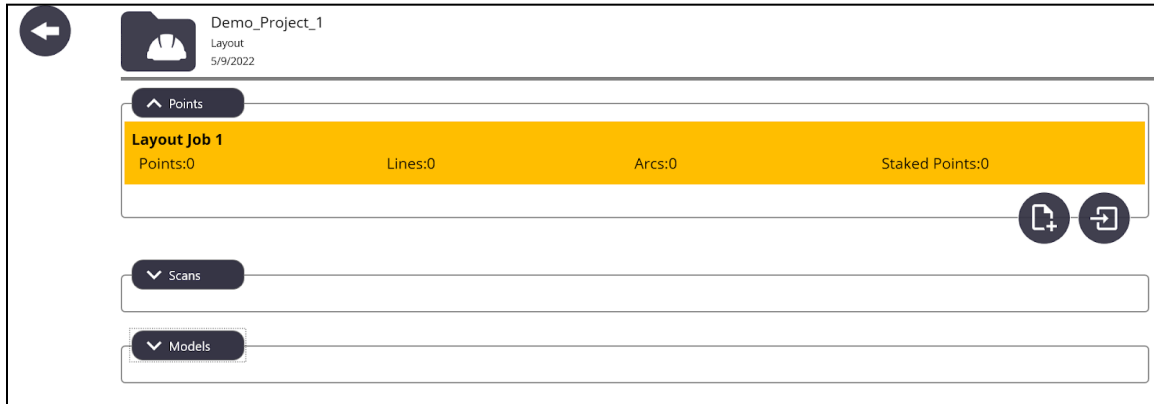 Demo_Project_1
Layout
5/9/2022
Points
Layout Job 1
Points:0 Lines:0 Arcs:0 Staked Points:0
Scans
Models